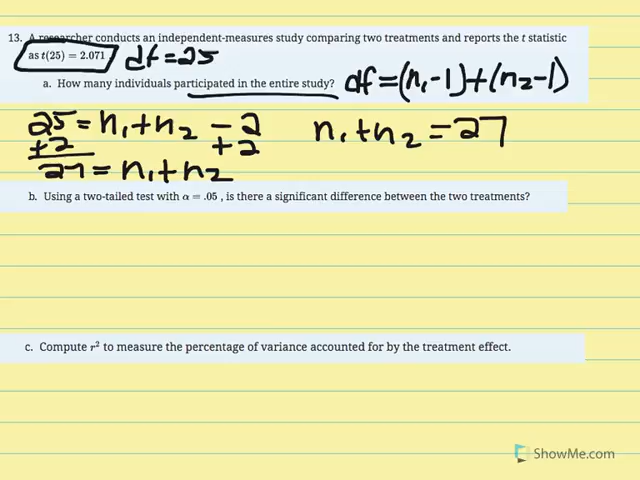 13. A researcher conducts an independent-measures study comparing two treatments and reports the t statistic
as t(25) = 2.071 df=25
a. How many individuals participated in the entire study? df=(n₁-1)+(n₂-1)
25=n₁+n₂-2 n₁+n₂=27
+2 +2
27=n₁+n₂
b. Using a two-tailed test with α = .05, is there a significant difference between the two treatments?
c. Compute r² to measure the percentage of variance accounted for by the treatment effect.
ShowMe.com